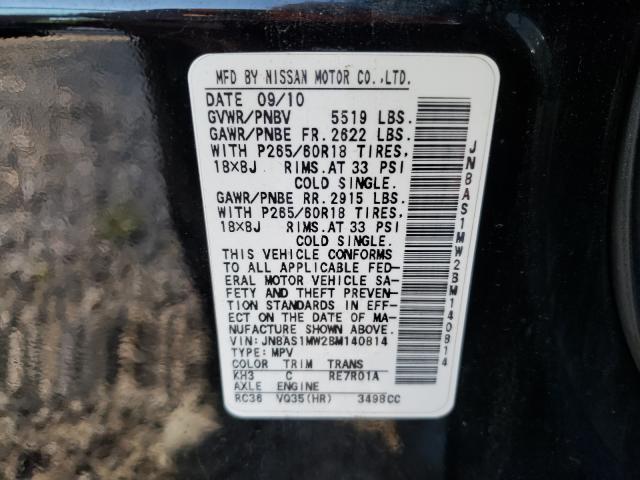 MFD BY NISSAN MOTOR CO.,LTD.
DATE 09/10
GVWR/PNBV 5519 LBS.
GAWR/PNBE FR. 2622 LBS.
WITH P265/60R18 TIRES,
18×8J RIMS.AT 33 PSI
COLD SINGLE.
GAWR/PNBE RR. 2915 LBS.
WITH P265/60R18 TIRES,
18×8J RIMS.AT 33 PSI
COLD SINGLE.
THIS VEHICLE CONFORMS
TO ALL APPLICABLE FED-
ERAL MOTOR VEHICLE SA-
FETY AND THEFT PREVEN-
TION STANDARDS IN EFF-
ECT ON THE DATE OF MA-
NUFACTURE SHOWN ABOVE.
VIN: JN8AS1MW2BM140814
TYPE: MPV
COLOR TRIM TRANS
KH3 C RE7R01A
AXLE ENGINE
RC36 VQ35(HR) 3498CC
JN8AS1MW2BM140814